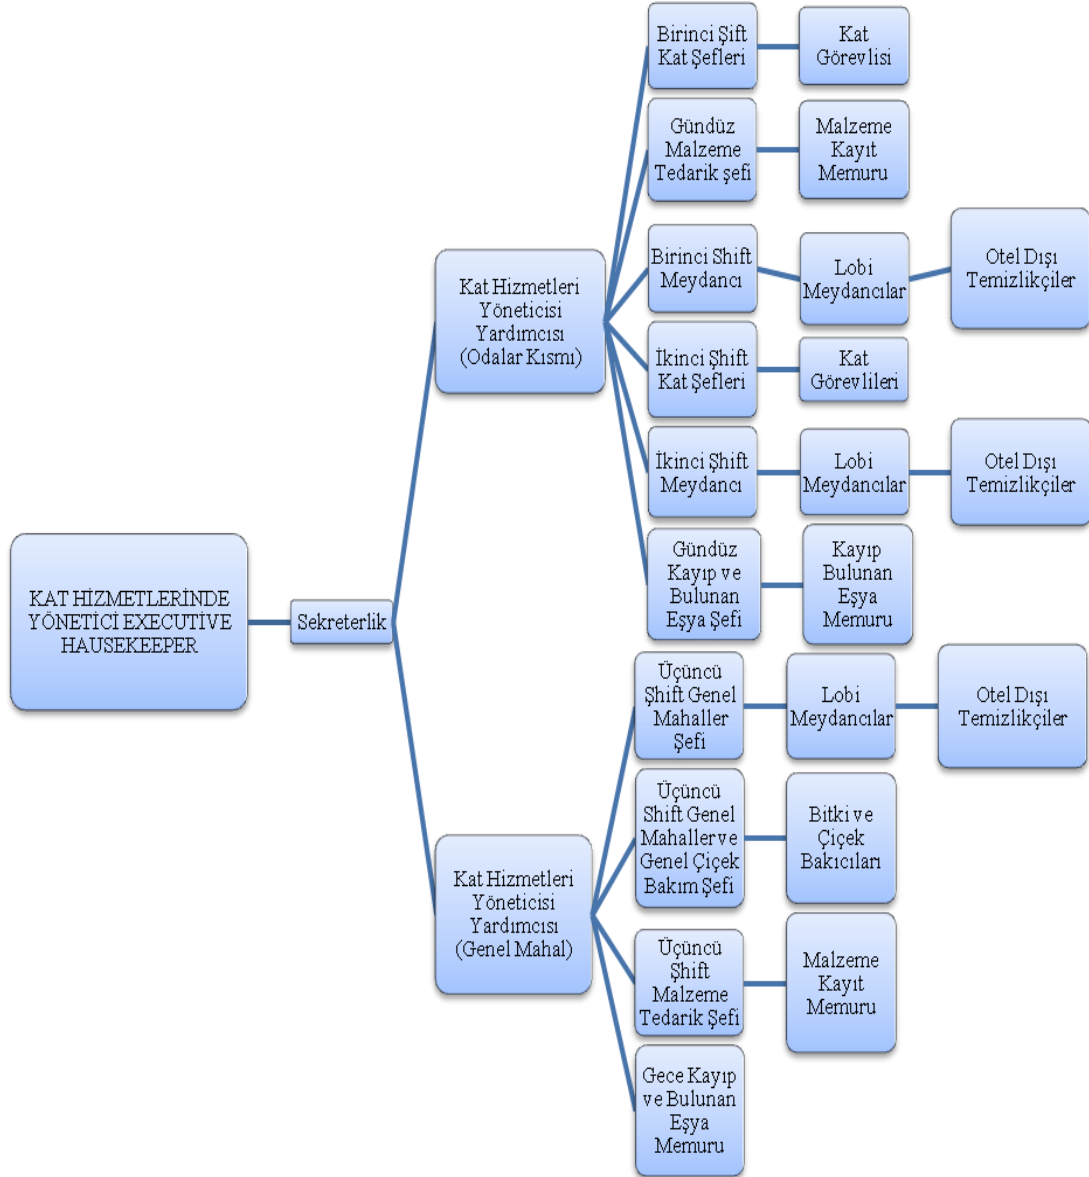 KAT HİZMETLERİNDE
YÖNETİCİ EXECUTİVE
HAUSEKEEPER
Sekreterlik
Kat Hizmetleri
Yöneticisi
Yardımcısı
(Odalar Kısmı)
Birinci Şift
Kat Şefleri
Kat
Görevlisi
Gündüz
Malzeme
Tedarik şefi
Malzeme
Kayıt
Memuru
Birinci Shift
Meydancı
Lobi
Meydancılar
Otel Dışı
Temizlikçiler
İkinci Şhift
Kat Şefleri
Kat
Görevlileri
İkinci Şhift
Meydancı
Lobi
Meydancılar
Otel Dışı
Temizlikçiler
Gündüz
Kayıp ve
Bulunan
Eşya Şefi
Kayıp
Bulunan
Eşya
Memuru
Kat Hizmetleri
Yöneticisi
Yardımcısı
(Genel Mahal)
Üçüncü
Şhift Genel
Mahaller
Şefi
Lobi
Meydancılar
Otel Dışı
Temizlikçiler
Üçüncü
Shift Genel
Mahaller ve
Genel Çiçek
Bakım Şefi
Bitki ve
Çiçek
Bakıcıları
Üçüncü
Şhift
Malzeme
Tedarik Şefi
Malzeme
Kayıt
Memuru
Gece Kayıp
ve Bulunan
Eşya
Memuru